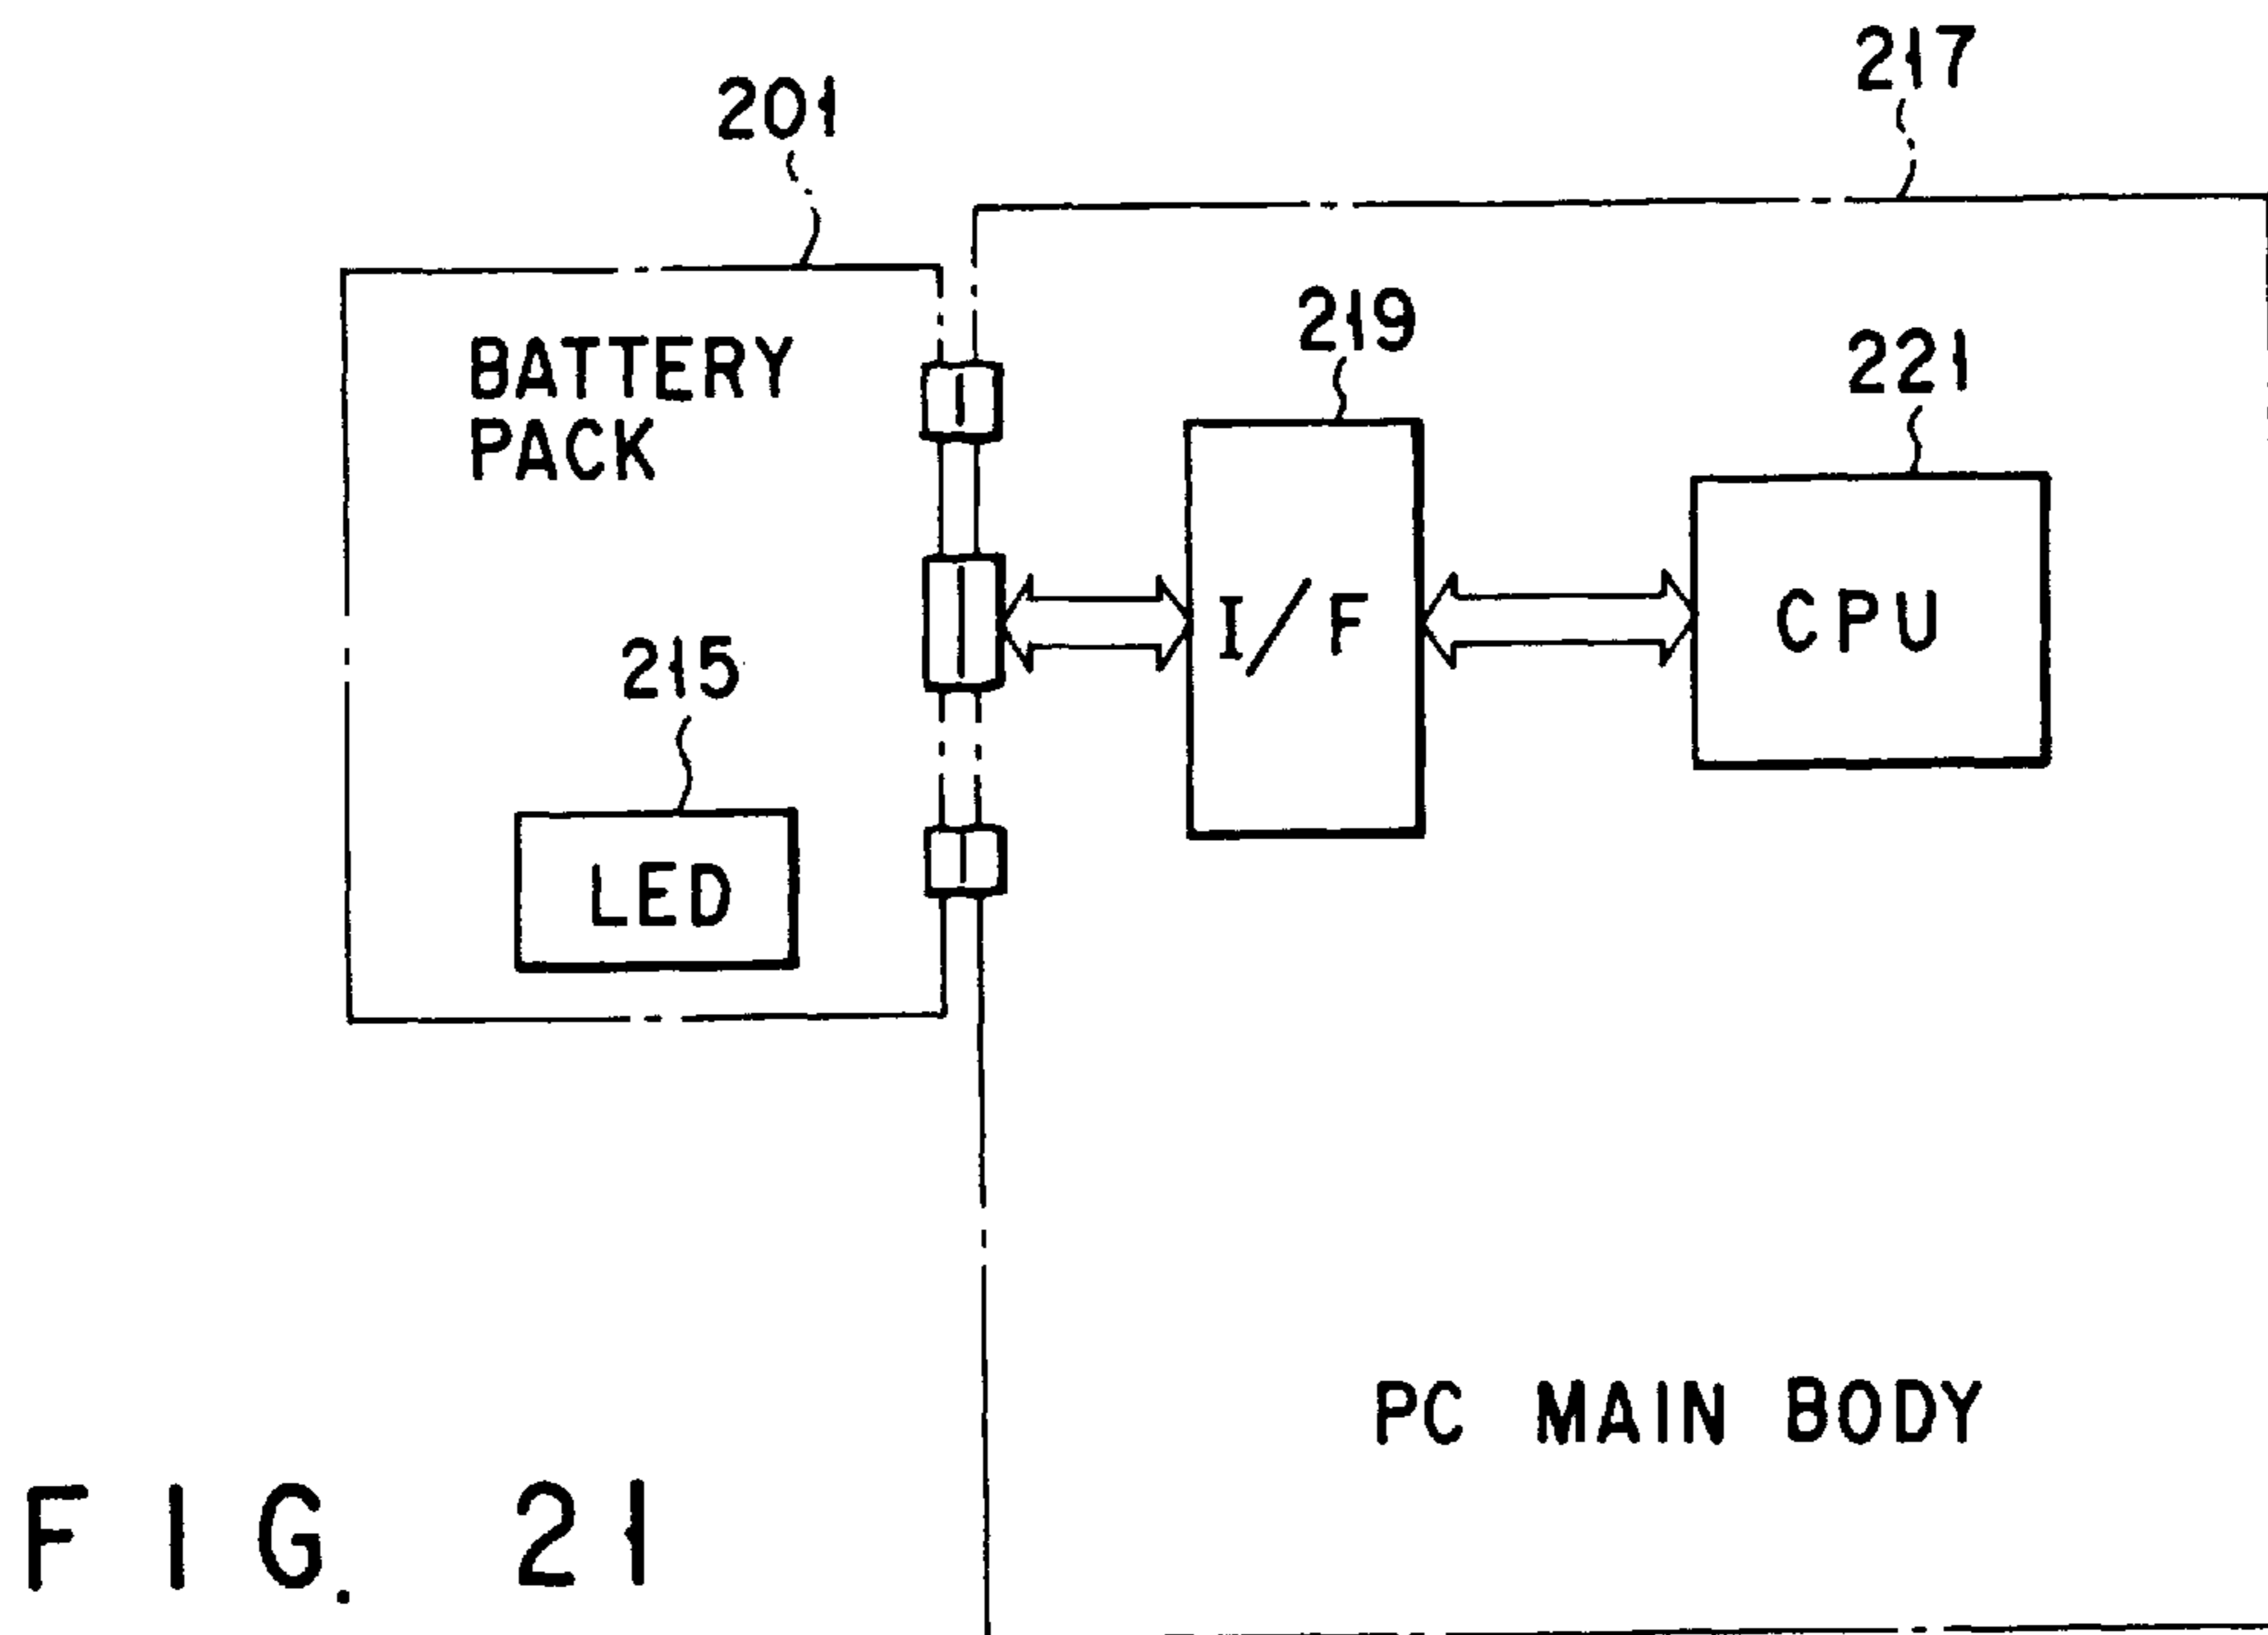 217
201
219
221
BATTERY
PACK
I/F
CPU
215
LED
PC MAIN BODY
FIG. 21